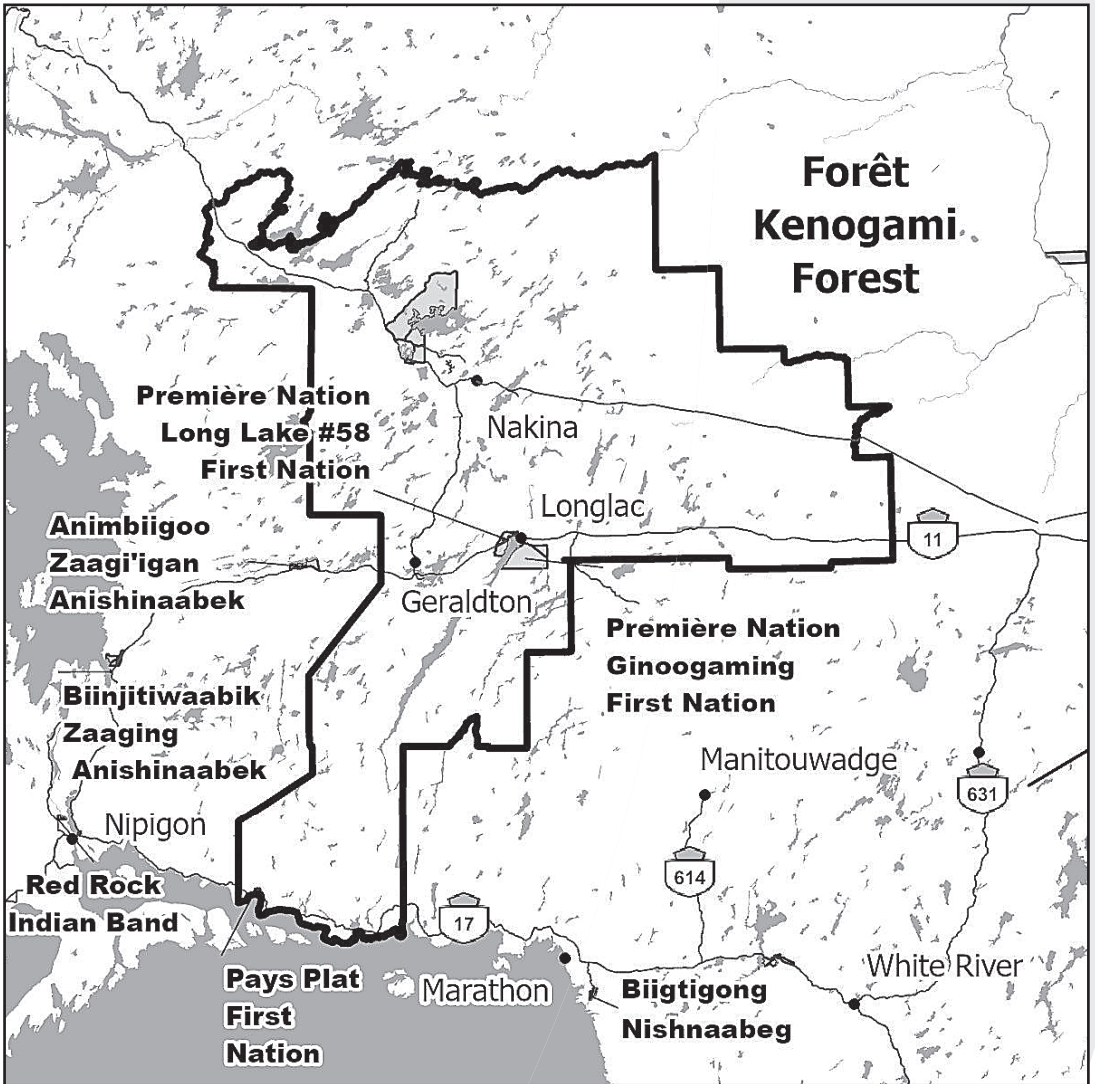 Forêt
Kenogami
Forest
Première Nation
Long Lake #58
First Nation
Nakina
Longlac
11
Animbiigoo
Zaagi'igan
Anishinaabek
Geraldton
Première Nation
Ginoogaming
First Nation
Biinjitiwaabik
Zaaging
Anishinaabek
Manitouwadge
631
Nipigon
614
Red Rock
Indian Band
17
Pays Plat
First
Nation
Marathon
White River
Biigtigong
Nishnaabeg